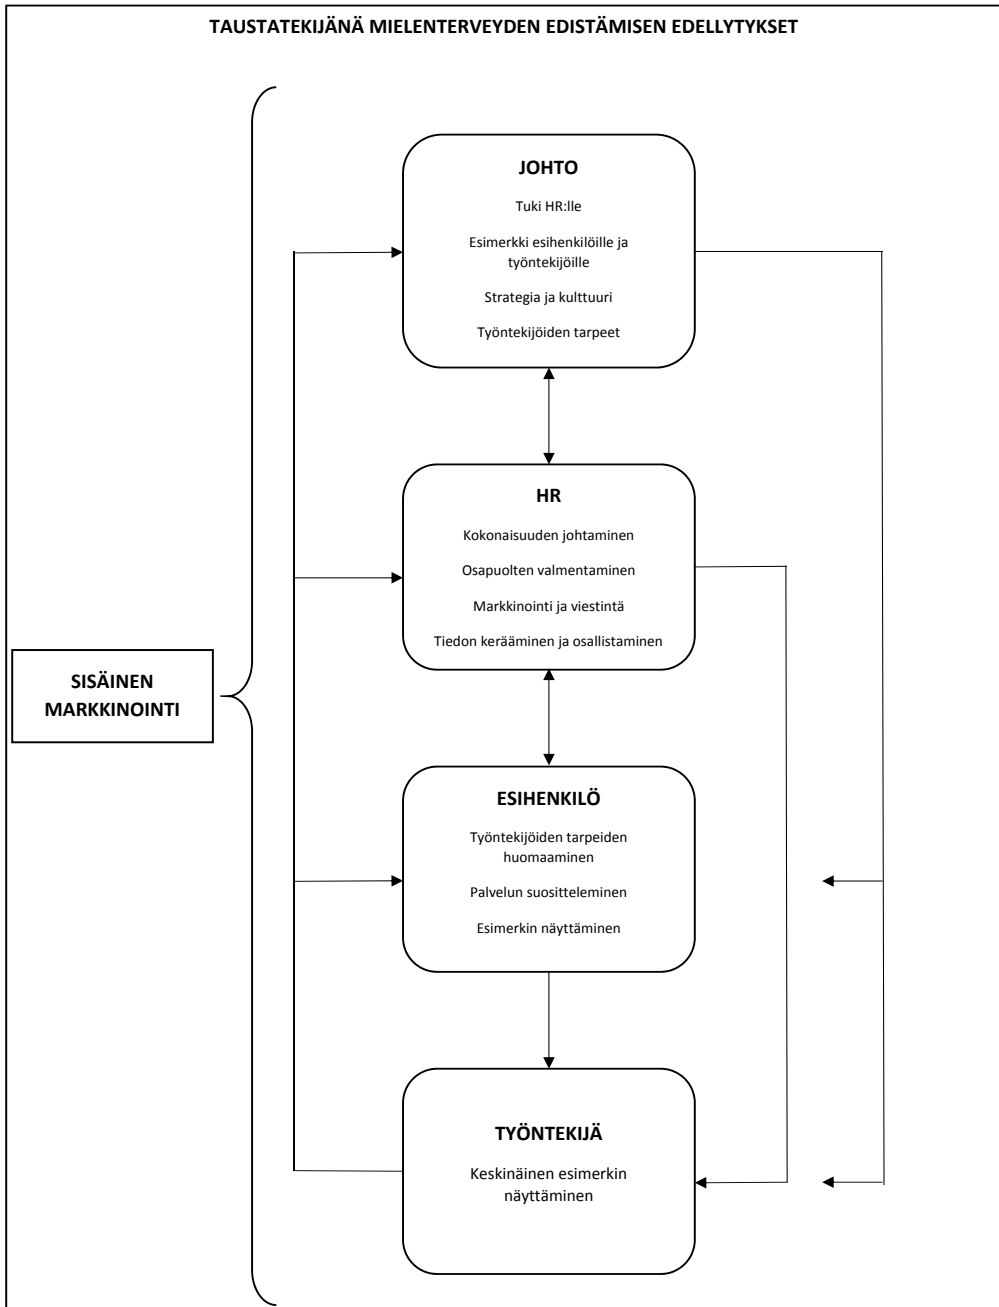 TAUSTATEKIJÄNÄ MIELENTERVEYDEN EDISTÄMISEN EDELLYTYKSET
JOHTO
Tuki HR:lle
Esimerkki esihenkilöille ja
työntekijöille
Strategia ja kulttuuri
Työntekijöiden tarpeet
HR
Kokonaisuuden johtaminen
Osapuolten valmentaminen
Markkinointi ja viestintä
Tiedon kerääminen ja osallistaminen
SISÄINEN
MARKKINOINTI
ESIHENKILÖ
Työntekijöiden tarpeiden
huomaaminen
Palvelun suositteleminen
Esimerkin näyttäminen
TYÖNTEKIJÄ
Keskinäinen esimerkin
näyttäminen